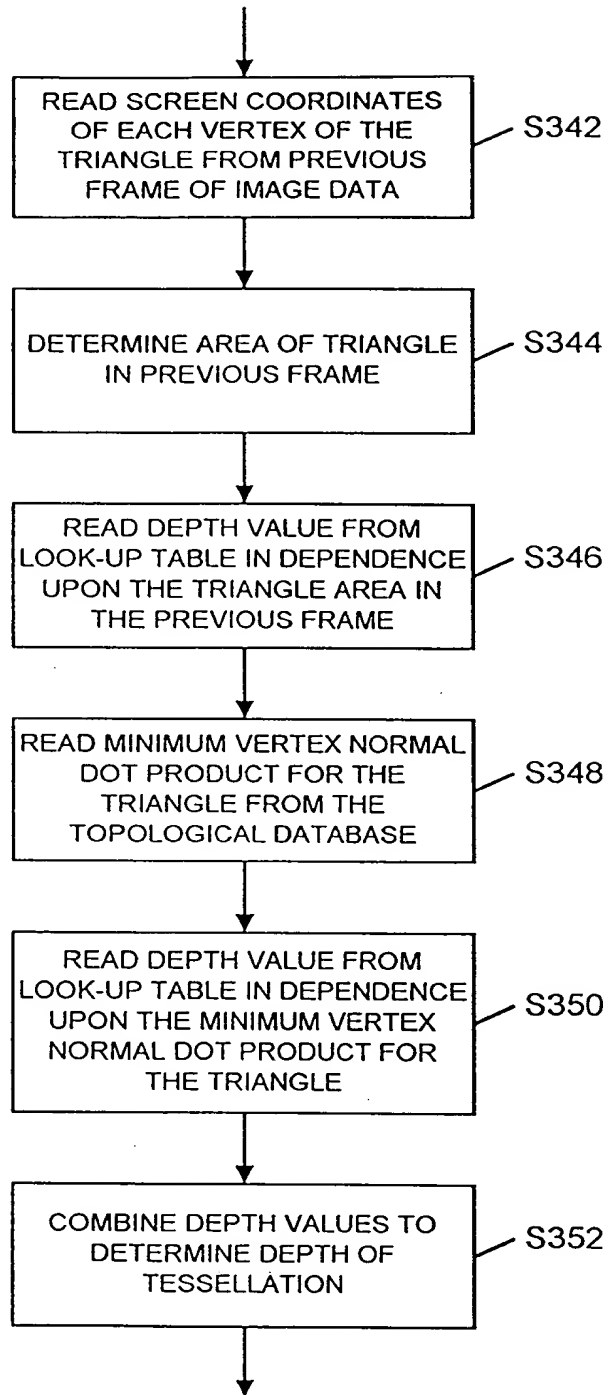 READ SCREEN COORDINATES
OF EACH VERTEX OF THE
TRIANGLE FROM PREVIOUS
FRAME OF IMAGE DATA
S342
DETERMINE AREA OF TRIANGLE
IN PREVIOUS FRAME
S344
READ DEPTH VALUE FROM
LOOK-UP TABLE IN DEPENDENCE
UPON THE TRIANGLE AREA IN
THE PREVIOUS FRAME
S346
READ MINIMUM VERTEX NORMAL
DOT PRODUCT FOR THE
TRIANGLE FROM THE
TOPOLOGICAL DATABASE
S348
READ DEPTH VALUE FROM
LOOK-UP TABLE IN DEPENDENCE
UPON THE MINIMUM VERTEX
NORMAL DOT PRODUCT FOR
THE TRIANGLE
S350
COMBINE DEPTH VALUES TO
DETERMINE DEPTH OF
TESSELLATION
S352